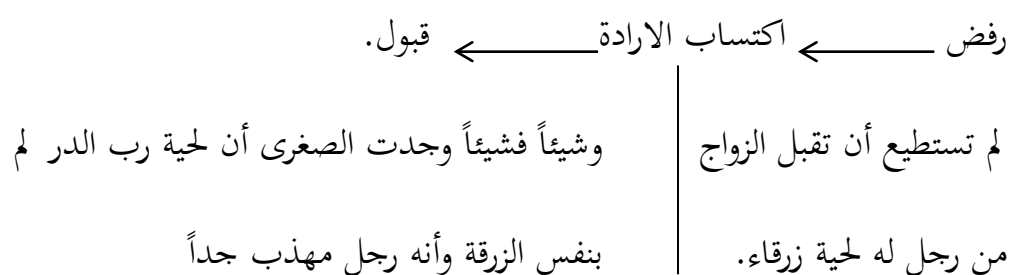 رفض ← اكتساب الارادة ← قبول.
لم تستطيع أن تقبل الزواج | وشيئاً فشيئاً وجدت الصغرى أن لحية رب الدر لم
من رجل له لحية زرقاء. | بنفس الزرقة وأنه رجل مهذب جداً